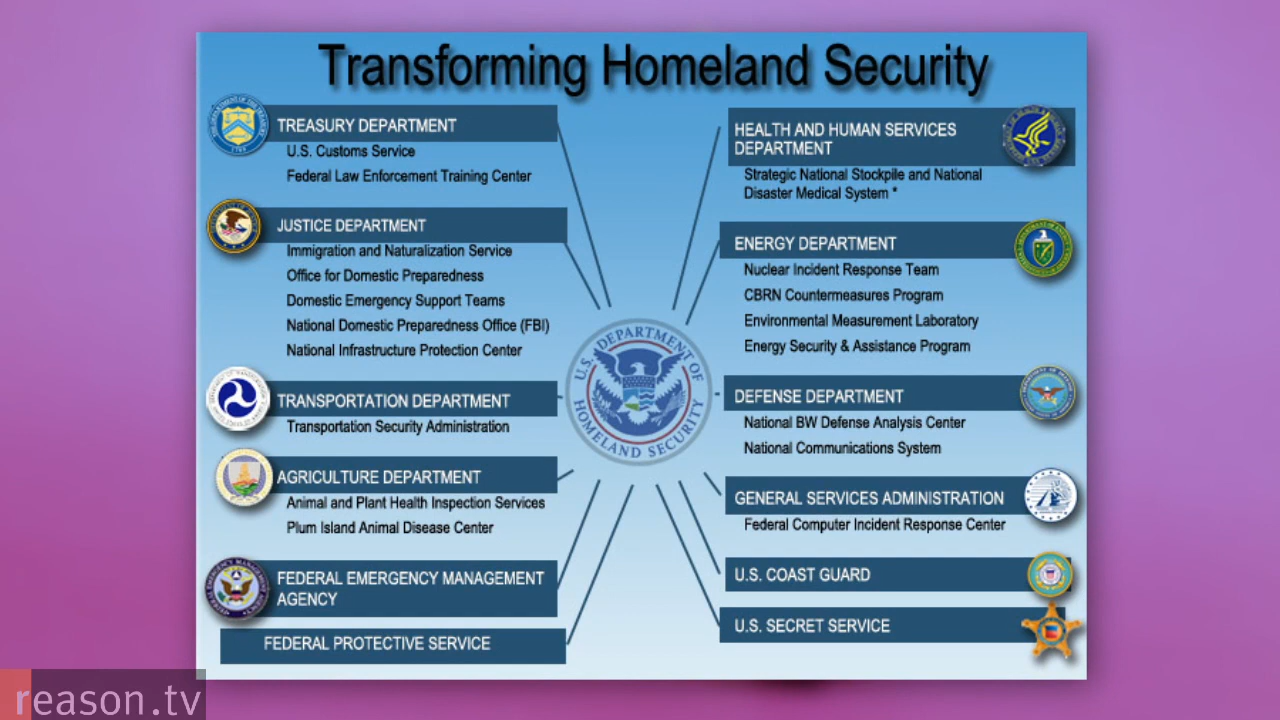 Transforming Homeland Security
TREASURY DEPARTMENT
U.S. Customs Service
Federal Law Enforcement Training Center
JUSTICE DEPARTMENT
Immigration and Naturalization Service
Office for Domestic Preparedness
Domestic Emergency Support Teams
National Domestic Preparedness Office (FBI)
National Infrastructure Protection Center
TRANSPORTATION DEPARTMENT
Transportation Security Administration
AGRICULTURE DEPARTMENT
Animal and Plant Health Inspection Services
Plum Island Animal Disease Center
FEDERAL EMERGENCY MANAGEMENT
AGENCY
FEDERAL PROTECTIVE SERVICE
U.S. DEPARTMENT OF
HOMELAND SECURITY
HEALTH AND HUMAN SERVICES
DEPARTMENT
Strategic National Stockpile and National
Disaster Medical System *
ENERGY DEPARTMENT
Nuclear Incident Response Team
CBRN Countermeasures Program
Environmental Measurement Laboratory
Energy Security & Assistance Program
DEFENSE DEPARTMENT
National BW Defense Analysis Center
National Communications System
GENERAL SERVICES ADMINISTRATION
Federal Computer Incident Response Center
U.S. COAST GUARD
U.S. SECRET SERVICE
reason.tv